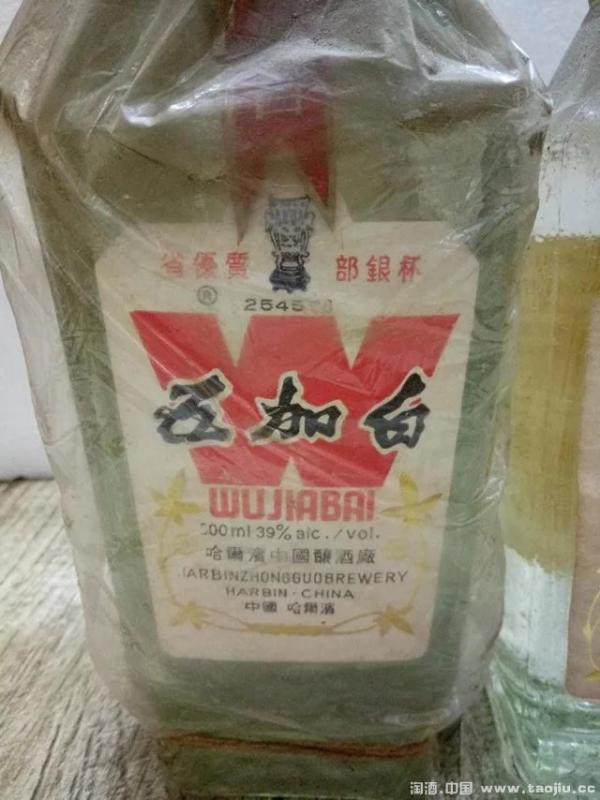 省優質 部銀杯
®
W
五加白
WUJIABAI
00ml 39% alc./vol.
哈爾濱中國釀酒廠
HARBINZHONGGUOBREWERY
HARBIN·CHINA
中國 哈爾濱
淘酒.中国 www.taojiu.cc